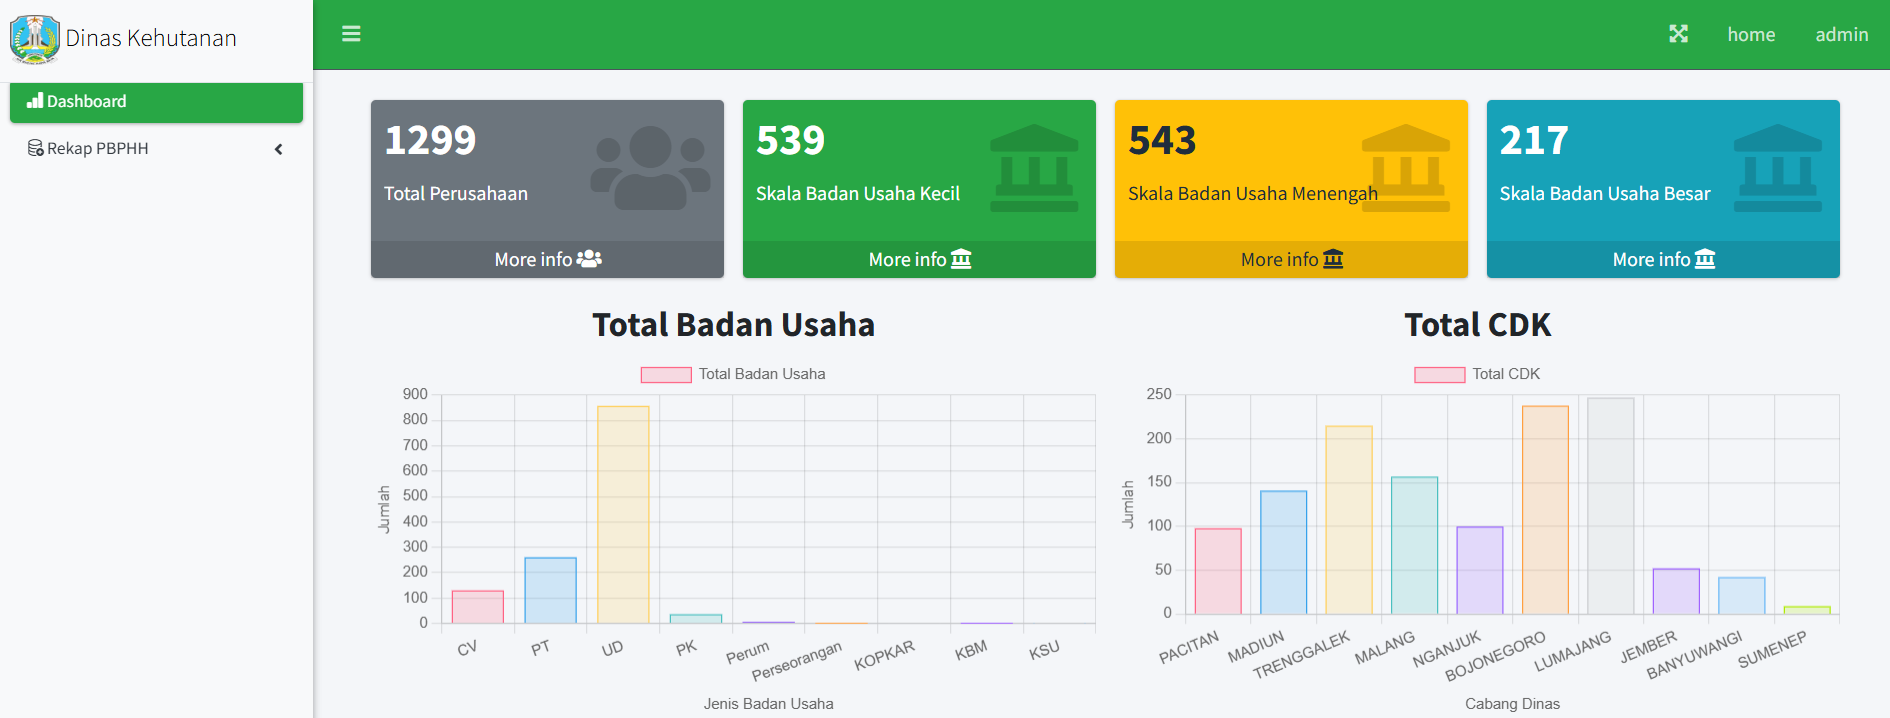 Dinas Kehutanan
home
admin
Dashboard
Rekap PBPHH
1299
Total Perusahaan
More info
539
Skala Badan Usaha Kecil
More info
543
Skala Badan Usaha Menengah
More info
217
Skala Badan Usaha Besar
More info
Total Badan Usaha
Total Badan Usaha
900
800
700
600
500
400
300
200
100
0
Jumlah
CV
PT
UD
PK
Perum
Perseorangan
KOPKAR
KBM
KSU
Jenis Badan Usaha
Total CDK
Total CDK
250
200
150
100
50
0
Jumlah
PACITAN
MADIUN
TRENGGALEK
MALANG
NGANJUK
BOJONEGORO
LUMAJANG
JEMBER
BANYUWANGI
SUMENEP
Cabang Dinas